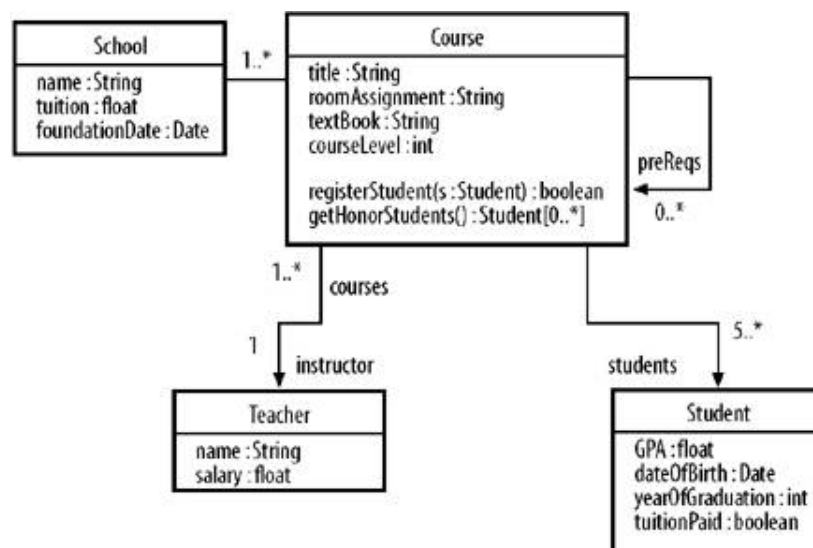 School
name : String
tuition : float
foundationDate : Date
1..*
Course
title : String
roomAssignment : String
textBook : String
courseLevel : int
registerStudent(s : Student) : boolean
getHonorStudents() : Student[0..*]
preReqs
0..*
1..*
courses
1
instructor
Teacher
name : String
salary : float
5..*
students
Student
GPA : float
dateOfBirth : Date
yearOfGraduation : int
tuitionPaid : boolean